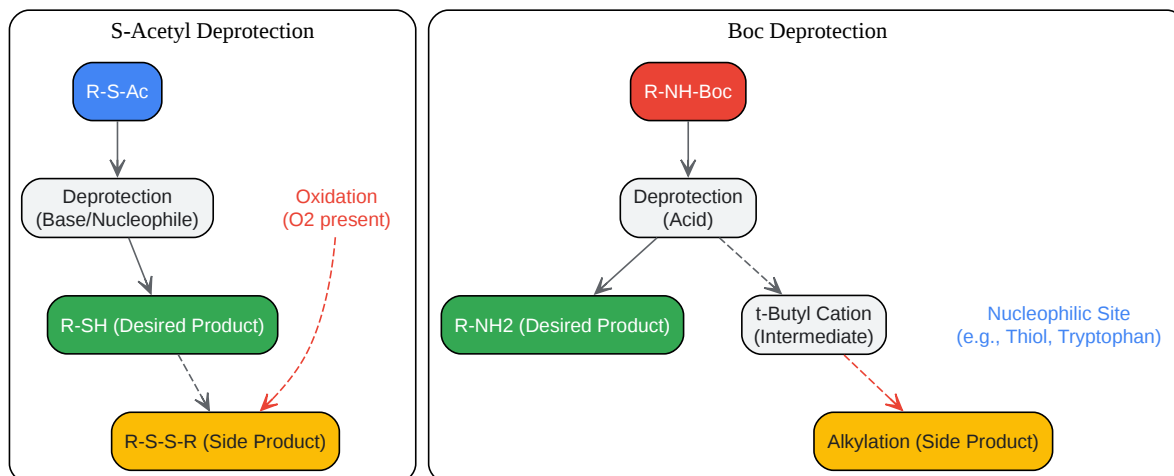 S-Acetyl Deprotection
R-S-Ac
Deprotection
(Base/Nucleophile)
Oxidation
(O2 present)
R-SH (Desired Product)
R-S-S-R (Side Product)
Boc Deprotection
R-NH-Boc
Deprotection
(Acid)
R-NH2 (Desired Product)
t-Butyl Cation
(Intermediate)
Nucleophilic Site
(e.g., Thiol, Tryptophan)
Alkylation (Side Product)